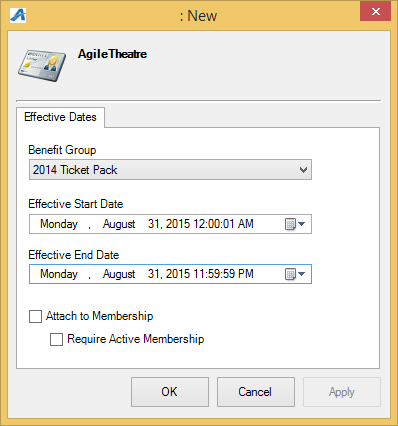 : New
AgileTheatre
Effective Dates
Benefit Group
2014 Ticket Pack
Effective Start Date
Monday , August 31, 2015 12:00:01 AM
Effective End Date
Monday , August 31, 2015 11:59:59 PM
Attach to Membership
Require Active Membership
OK Cancel Apply